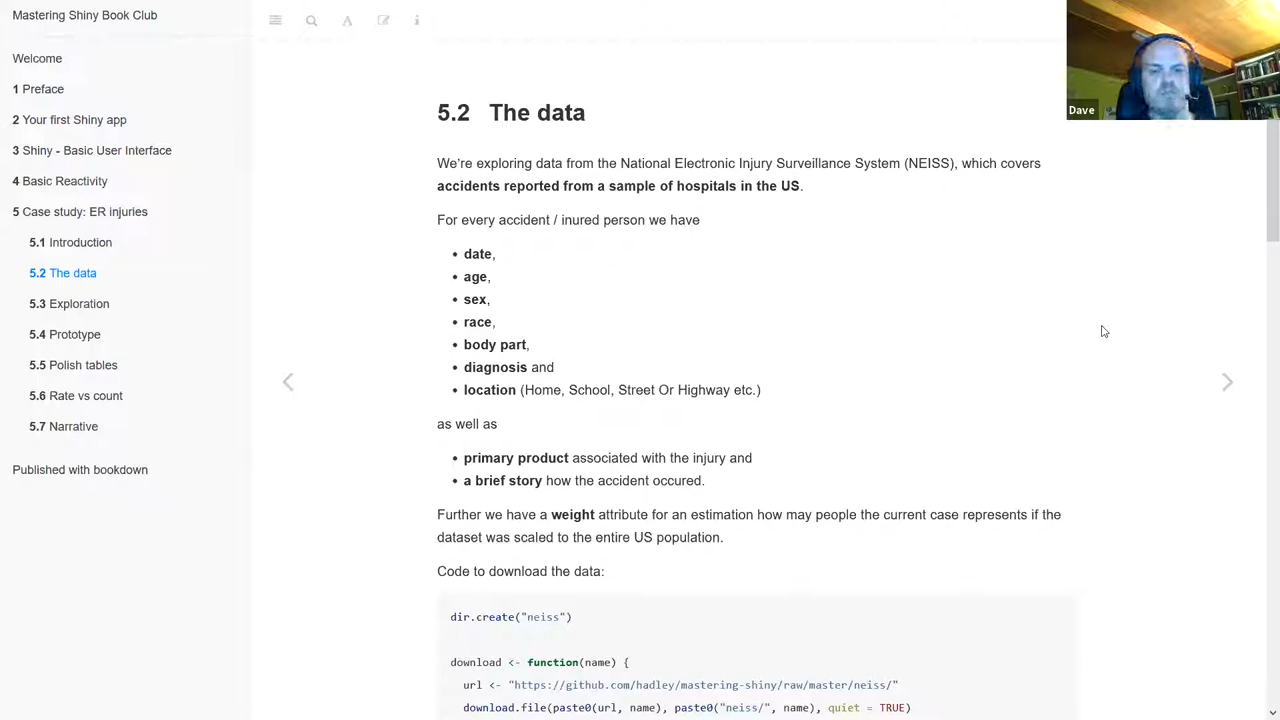 Mastering Shiny Book Club
Welcome
1 Preface
2 Your first Shiny app
3 Shiny - Basic User Interface
4 Basic Reactivity
5 Case study: ER injuries
5.1 Introduction
5.2 The data
5.3 Exploration
5.4 Prototype
5.5 Polish tables
5.6 Rate vs count
5.7 Narrative
Published with bookdown
Dave
5.2 The data
We're exploring data from the National Electronic Injury Surveillance System (NEISS), which covers
accidents reported from a sample of hospitals in the US.
For every accident / inured person we have
• date,
• age,
• sex,
• race,
• body part,
• diagnosis and
• location (Home, School, Street Or Highway etc.)
as well as
• primary product associated with the injury and
• a brief story how the accident occured.
Further we have a weight attribute for an estimation how may people the current case represents if the
dataset was scaled to the entire US population.
Code to download the data:
dir.create("neiss")
download <- function(name) {
url <- "https://github.com/hadley/mastering-shiny/raw/master/neiss/"
download.file(paste0(url, name), paste0("neiss/", name), quiet = TRUE)